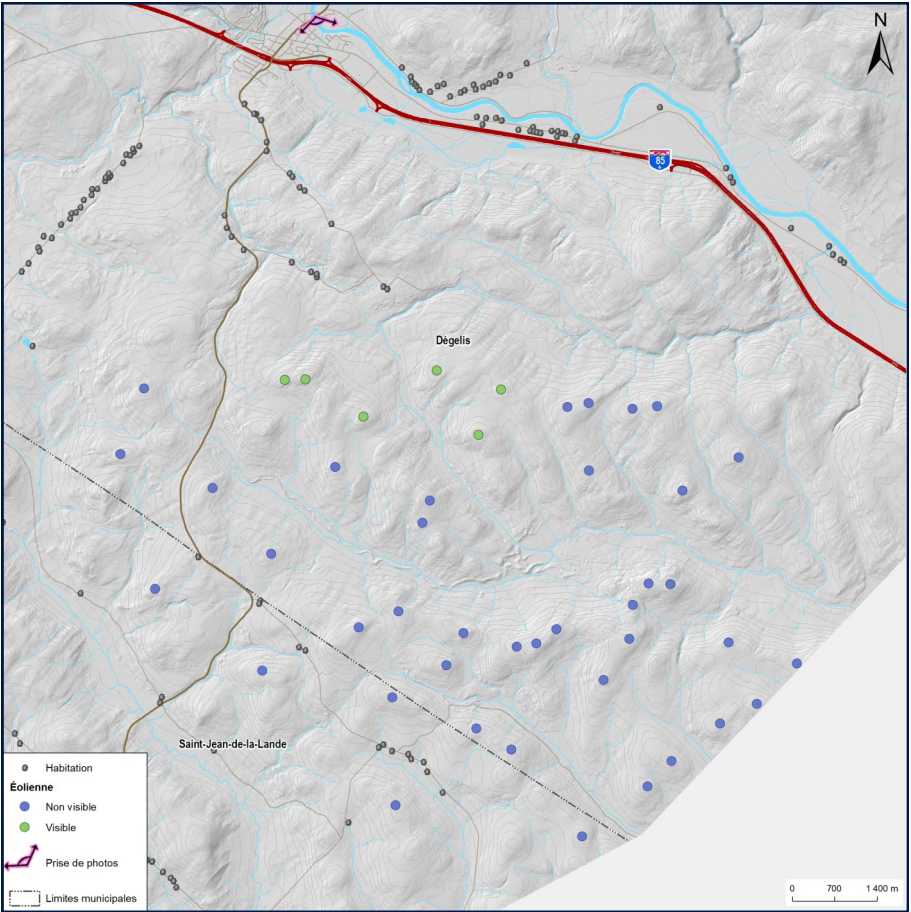 N
85
Dégelis
Saint-Jean-de-la-Lande
Habitation
Éolienne
Non visible
Visible
Prise de photos
Limites municipales
0 700 1 400 m